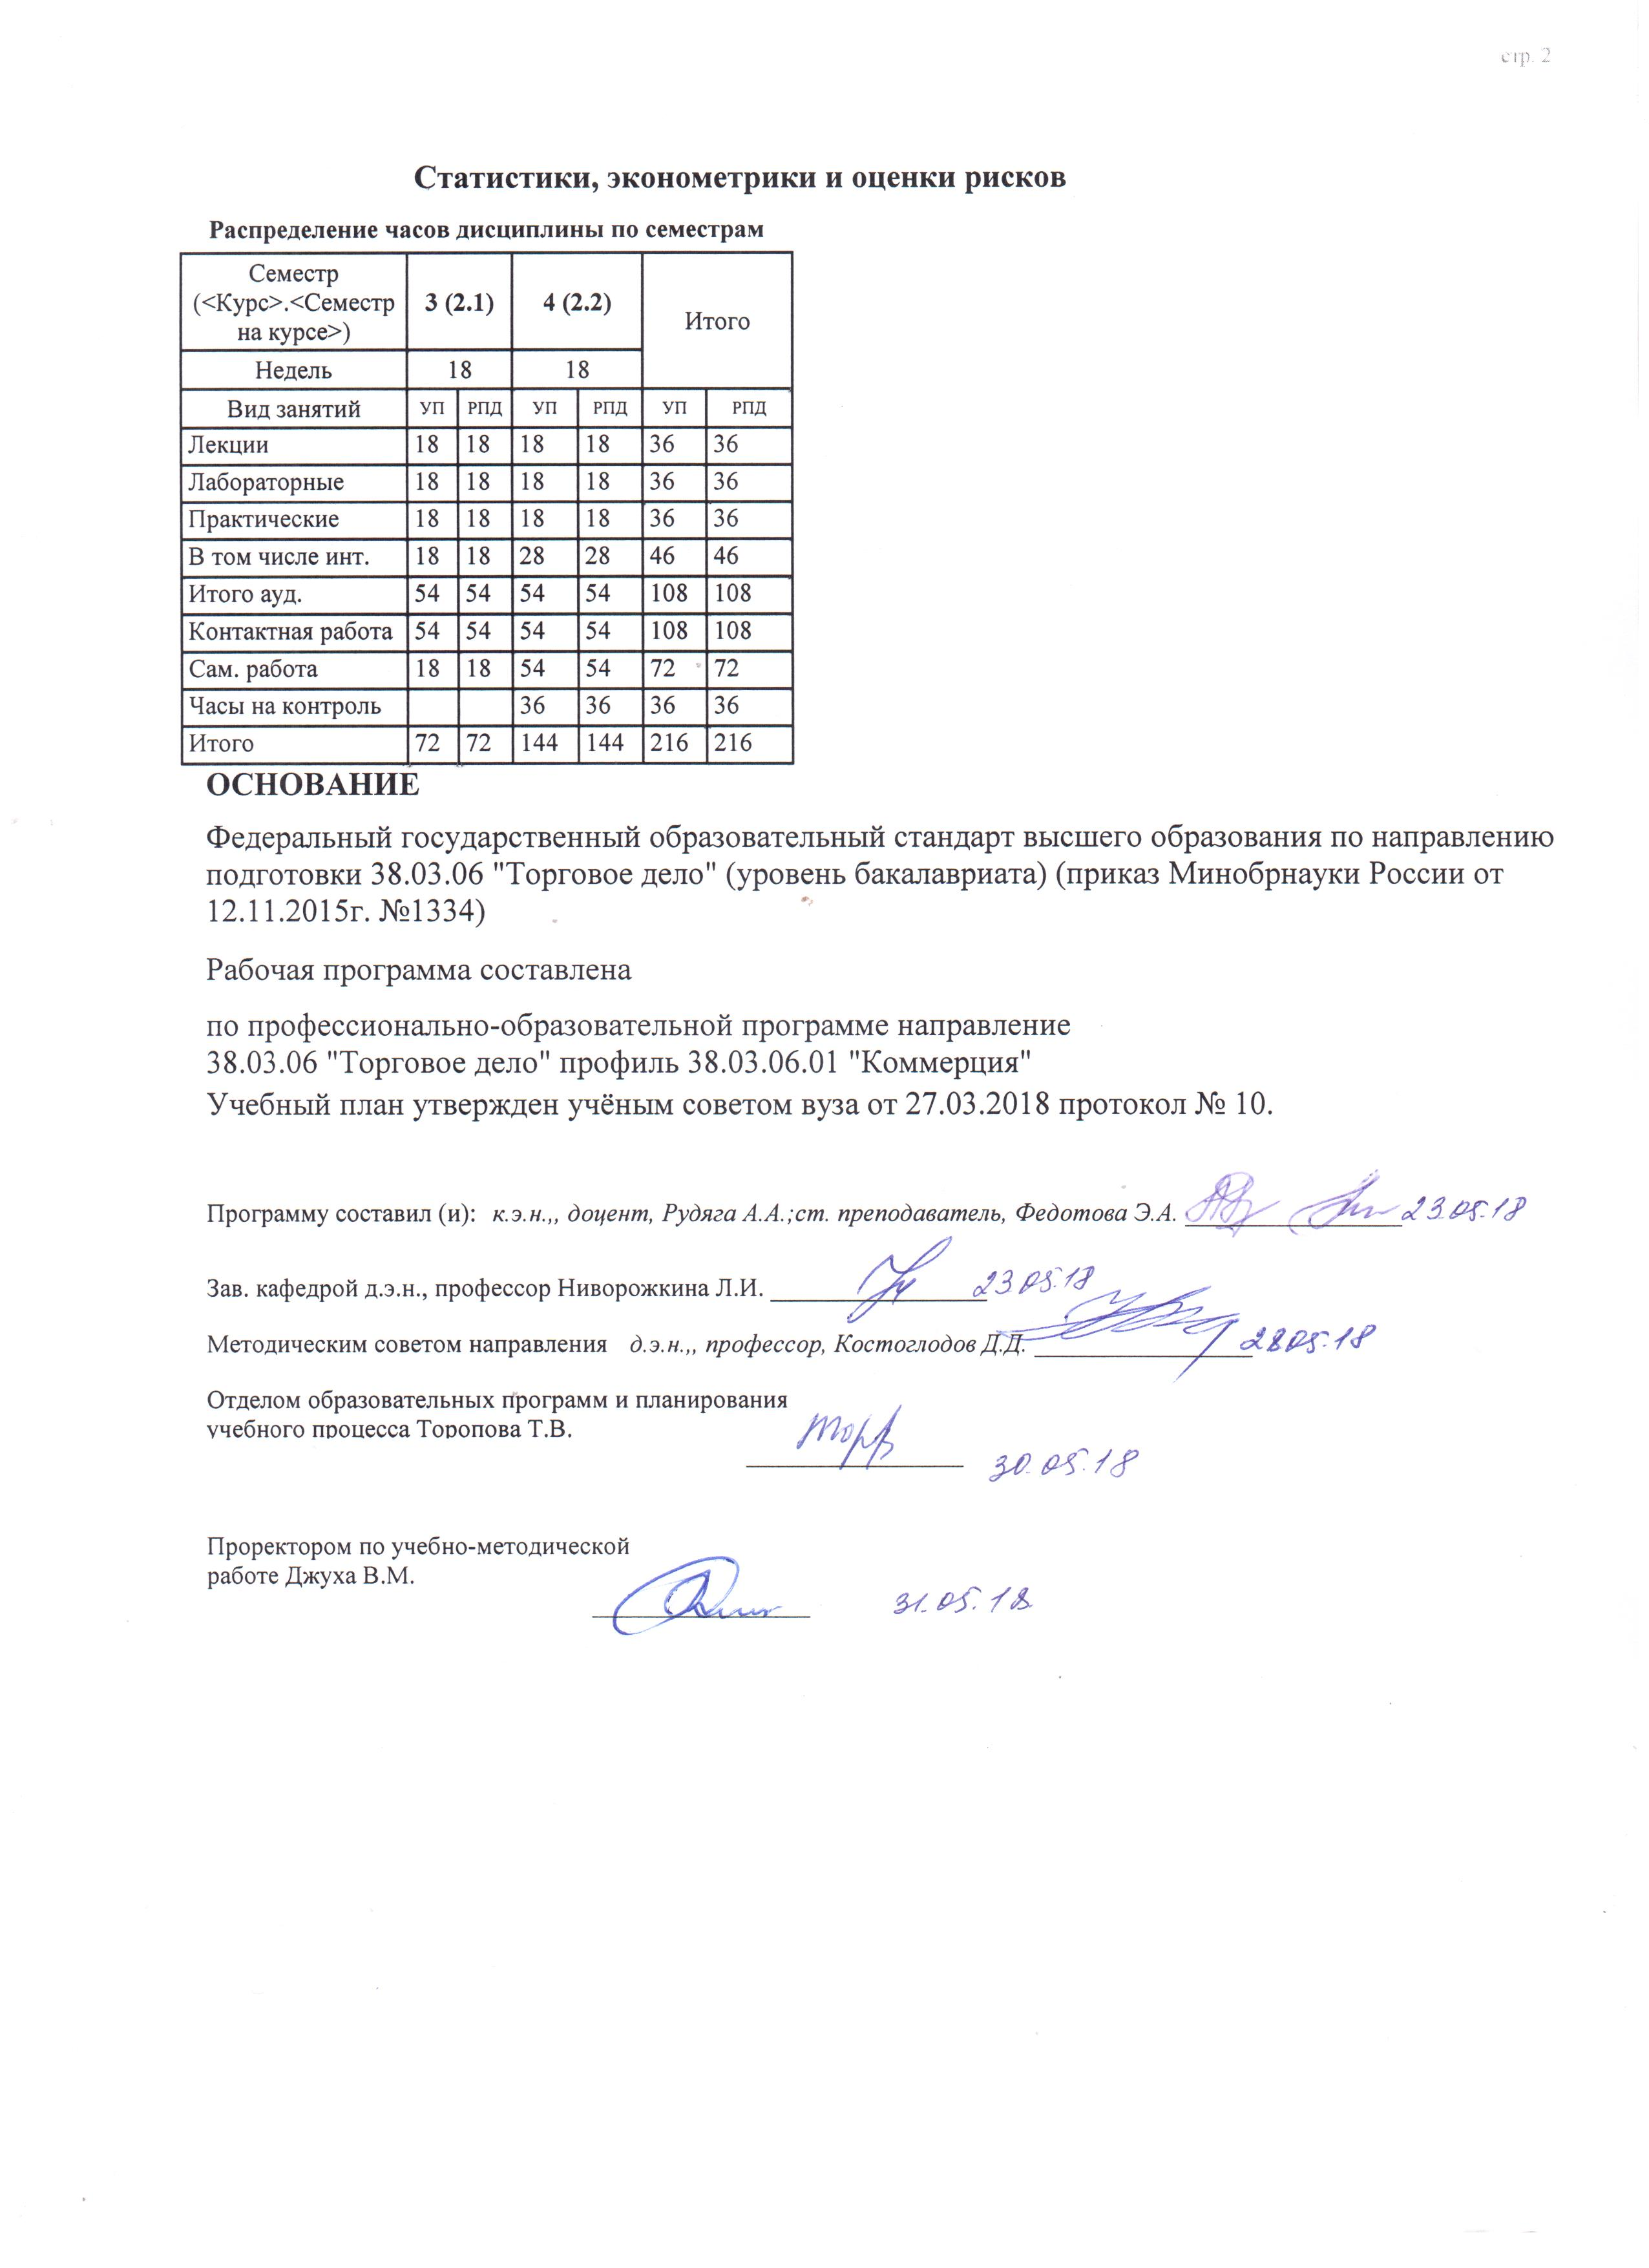 стр. 2
Статистики, эконометрики и оценки рисков
Распределение часов дисциплины по семестрам
Семестр (<Курс>.<Семестр на курсе>) 3 (2.1) 4 (2.2) Итого
Недель 18 18
Вид занятий УП РПД УП РПД УП РПД
Лекции 18 18 18 18 36 36
Лабораторные 18 18 18 18 36 36
Практические 18 18 18 18 36 36
В том числе инт. 18 18 28 28 46 46
Итого ауд. 54 54 54 54 108 108
Контактная работа 54 54 54 54 108 108
Сам. работа 18 18 54 54 72 72
Часы на контроль 36 36 36 36
Итого 72 72 144 144 216 216
ОСНОВАНИЕ
Федеральный государственный образовательный стандарт высшего образования по направлению
подготовки 38.03.06 "Торговое дело" (уровень бакалавриата) (приказ Минобрнауки России от
12.11.2015г. №1334)
Рабочая программа составлена
по профессионально-образовательной программе направление
38.03.06 "Торговое дело" профиль 38.03.06.01 "Коммерция"
Учебный план утвержден учёным советом вуза от 27.03.2018 протокол № 10.
Программу составил (и): к.э.н.,, доцент, Рудяга А.А.;ст. преподаватель, Федотова Э.А. 23.05.18
Зав. кафедрой д.э.н., профессор Ниворожкина Л.И. 23.05.18
Методическим советом направления д.э.н.,, профессор, Костоглодов Д.Д. 28.05.18
Отделом образовательных программ и планирования
учебного процесса Торопова Т.В.
30.05.18
Проректором по учебно-методической
работе Джуха В.М.
31.05.18